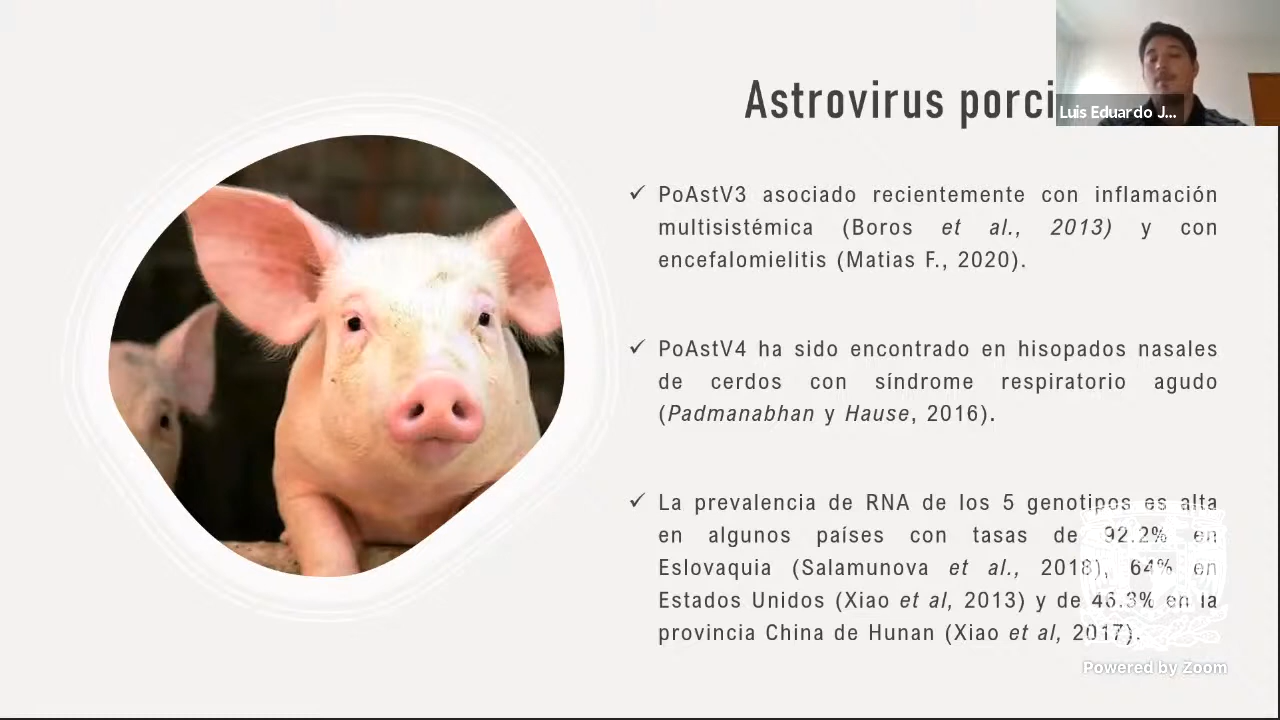 Astrovirus porci
Luis Eduardo J...
✓ PoAstV3 asociado recientemente con inflamación
multisistémica (Boros et al., 2013) y con
encefalomielitis (Matias F., 2020).
✓ PoAstV4 ha sido encontrado en hisopados nasales
de cerdos con síndrome respiratorio agudo
(Padmanabhan y Hause, 2016).
✓ La prevalencia de RNA de los 5 genotipos es alta
en algunos países con tasas de 92.2% en
Eslovaquia (Salamunova et al., 2018), 64% en
Estados Unidos (Xiao et al, 2013) y de 46.3% en la
provincia China de Hunan (Xiao et al, 2017).
Powered by Zoom